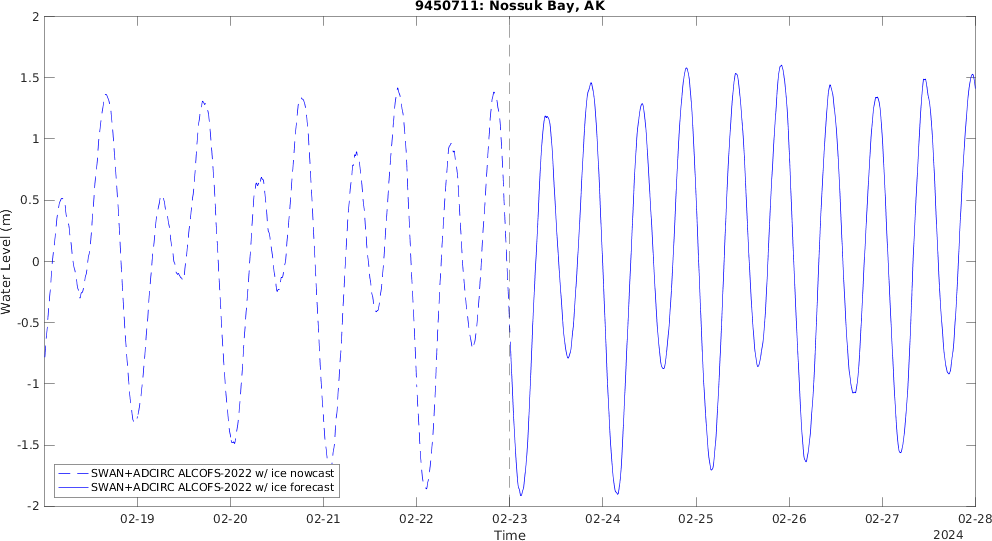 9450711: Nossuk Bay, AK
Water Level (m)
2
1.5
1
0.5
0
-0.5
-1
-1.5
-2
SWAN+ADCIRC ALCOFS-2022 w/ ice nowcast
SWAN+ADCIRC ALCOFS-2022 w/ ice forecast
02-19 02-20 02-21 02-22 02-23 02-24 02-25 02-26 02-27 02-28
Time
2024